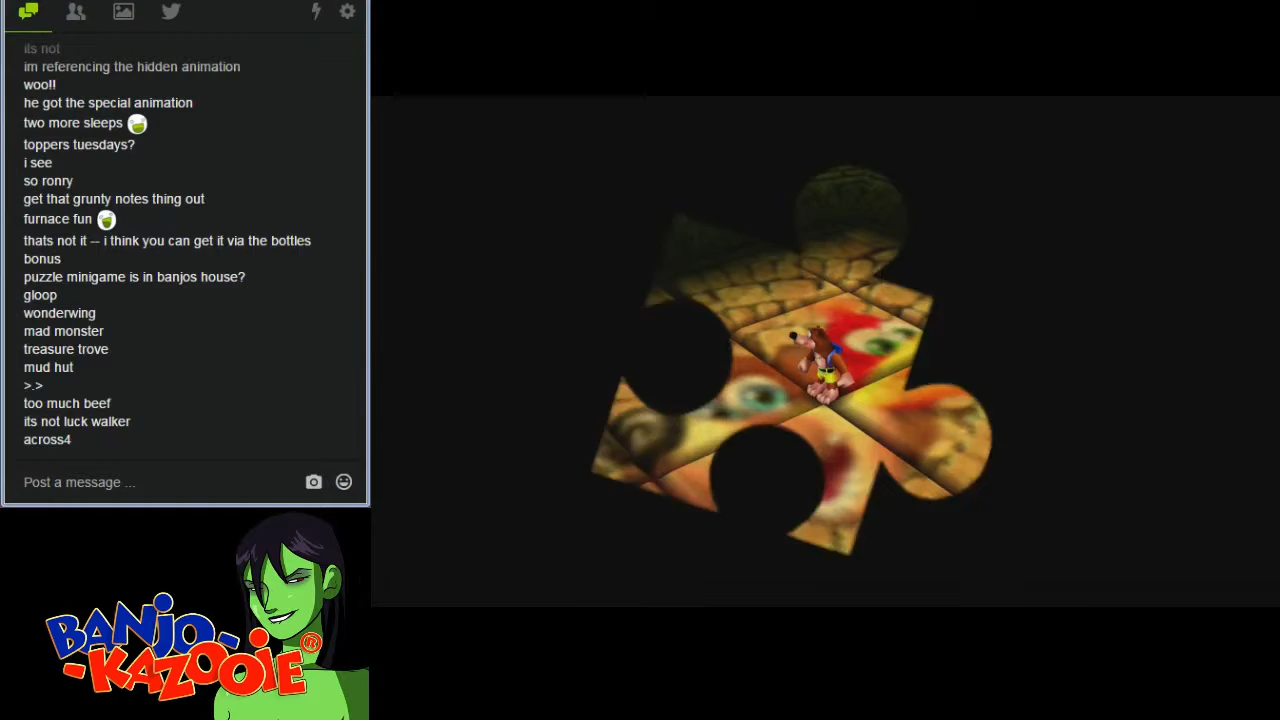 its not
im referencing the hidden animation
woo!!
he got the special animation
two more sleeps
toppers tuesdays?
i see
so ronry
get that grunty notes thing out
furnace fun
thats not it -- i think you can get it via the bottles
bonus
puzzle minigame is in banjos house?
gloop
wonderwing
mad monster
treasure trove
mud hut
>.>
too much beef
its not luck walker
across4
Post a message ...
BANJO-
-KAZOOIE®